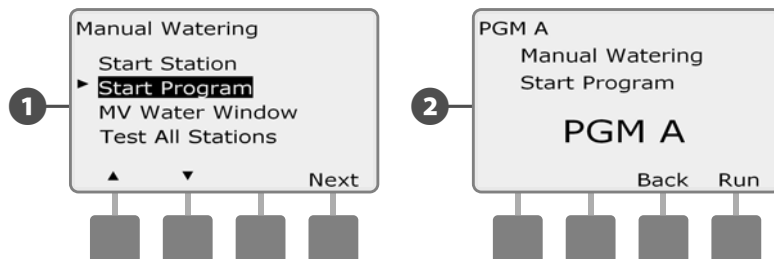 1
Manual Watering
Start Station
► Start Program
MV Water Window
Test All Stations
▲ ▼ Next
2
PGM A
Manual Watering
Start Program
PGM A
Back Run